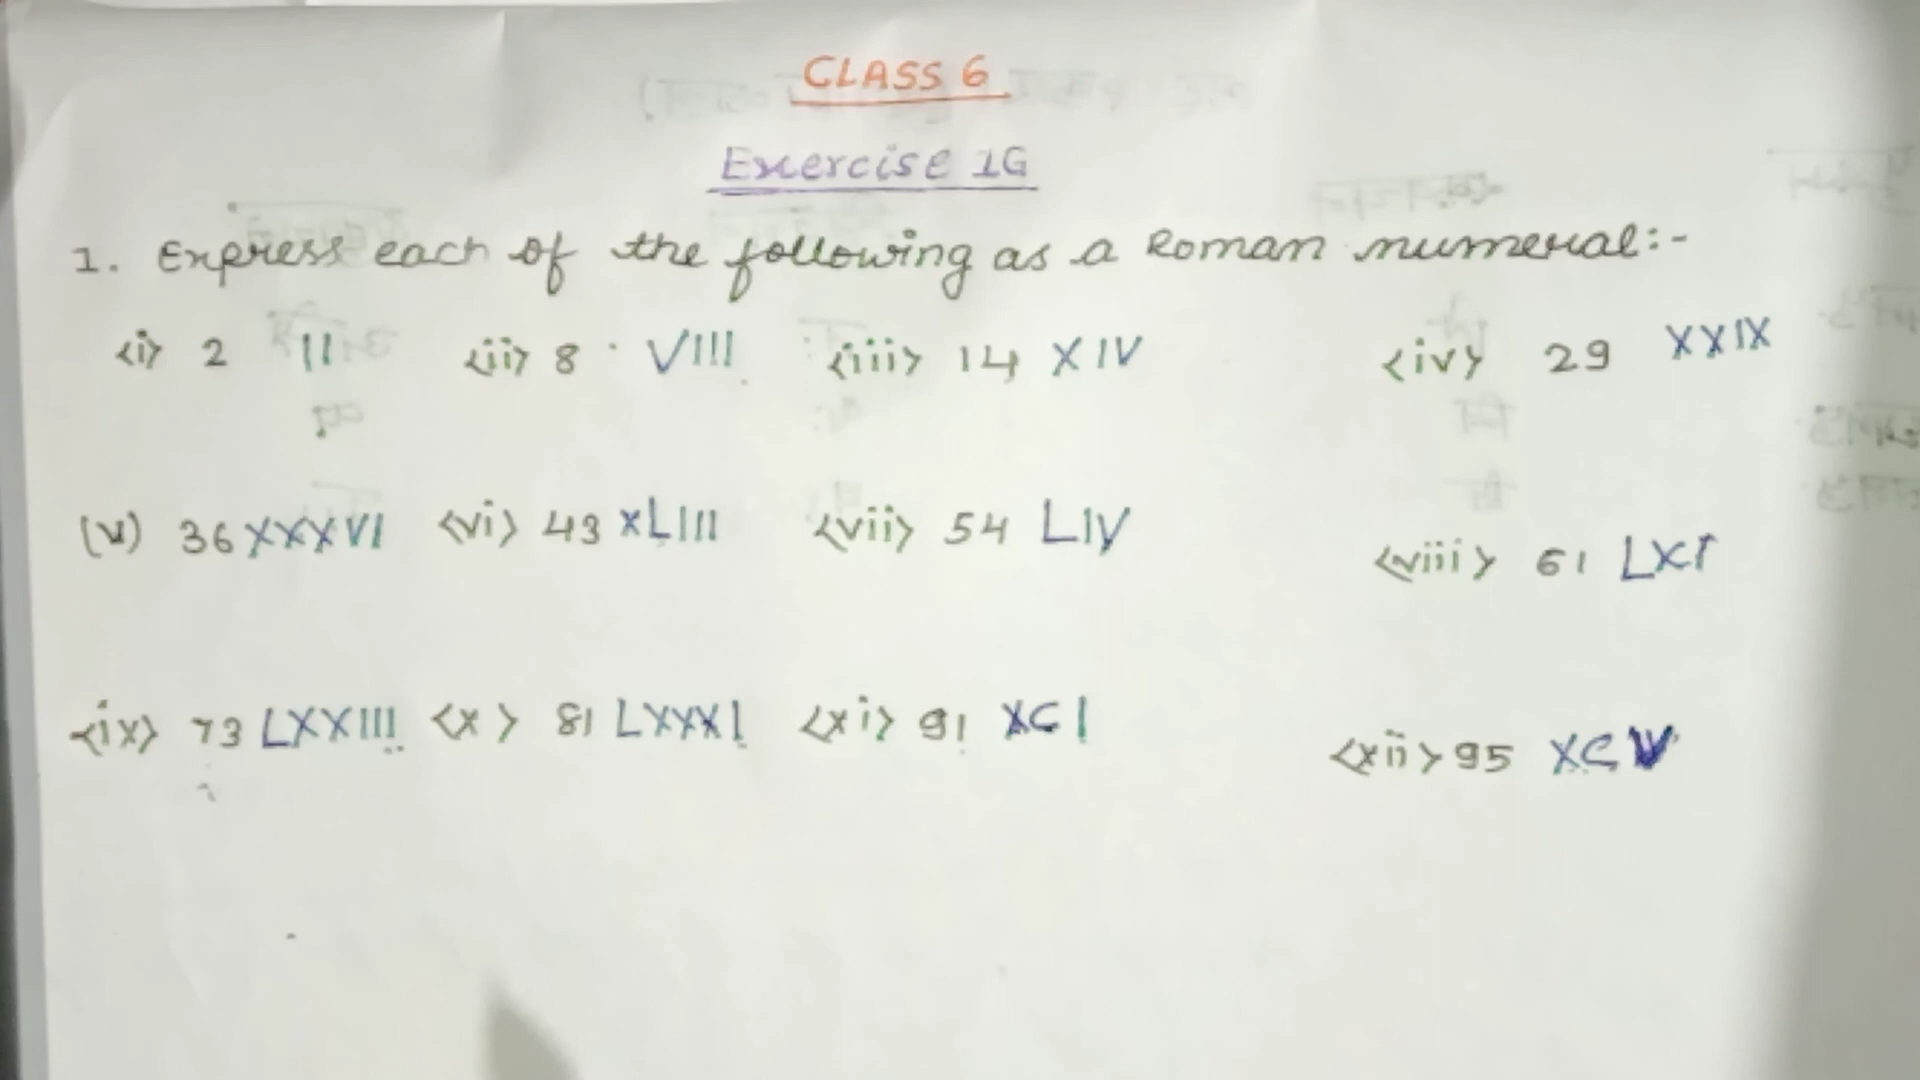 CLASS 6
Exercise 1G
1. Express each of the following as a Roman numeral:-
<i> 2 II <ii> 8 VIII <iii> 14 XIV <iv> 29 XXIX
(v) 36 XXXVI <vi> 43 XLIII <vii> 54 LIV <viii> 61 LXI
<ix> 73 LXXIII <x> 81 LXXXI <xi> 91 XCI <xii> 95 XCV